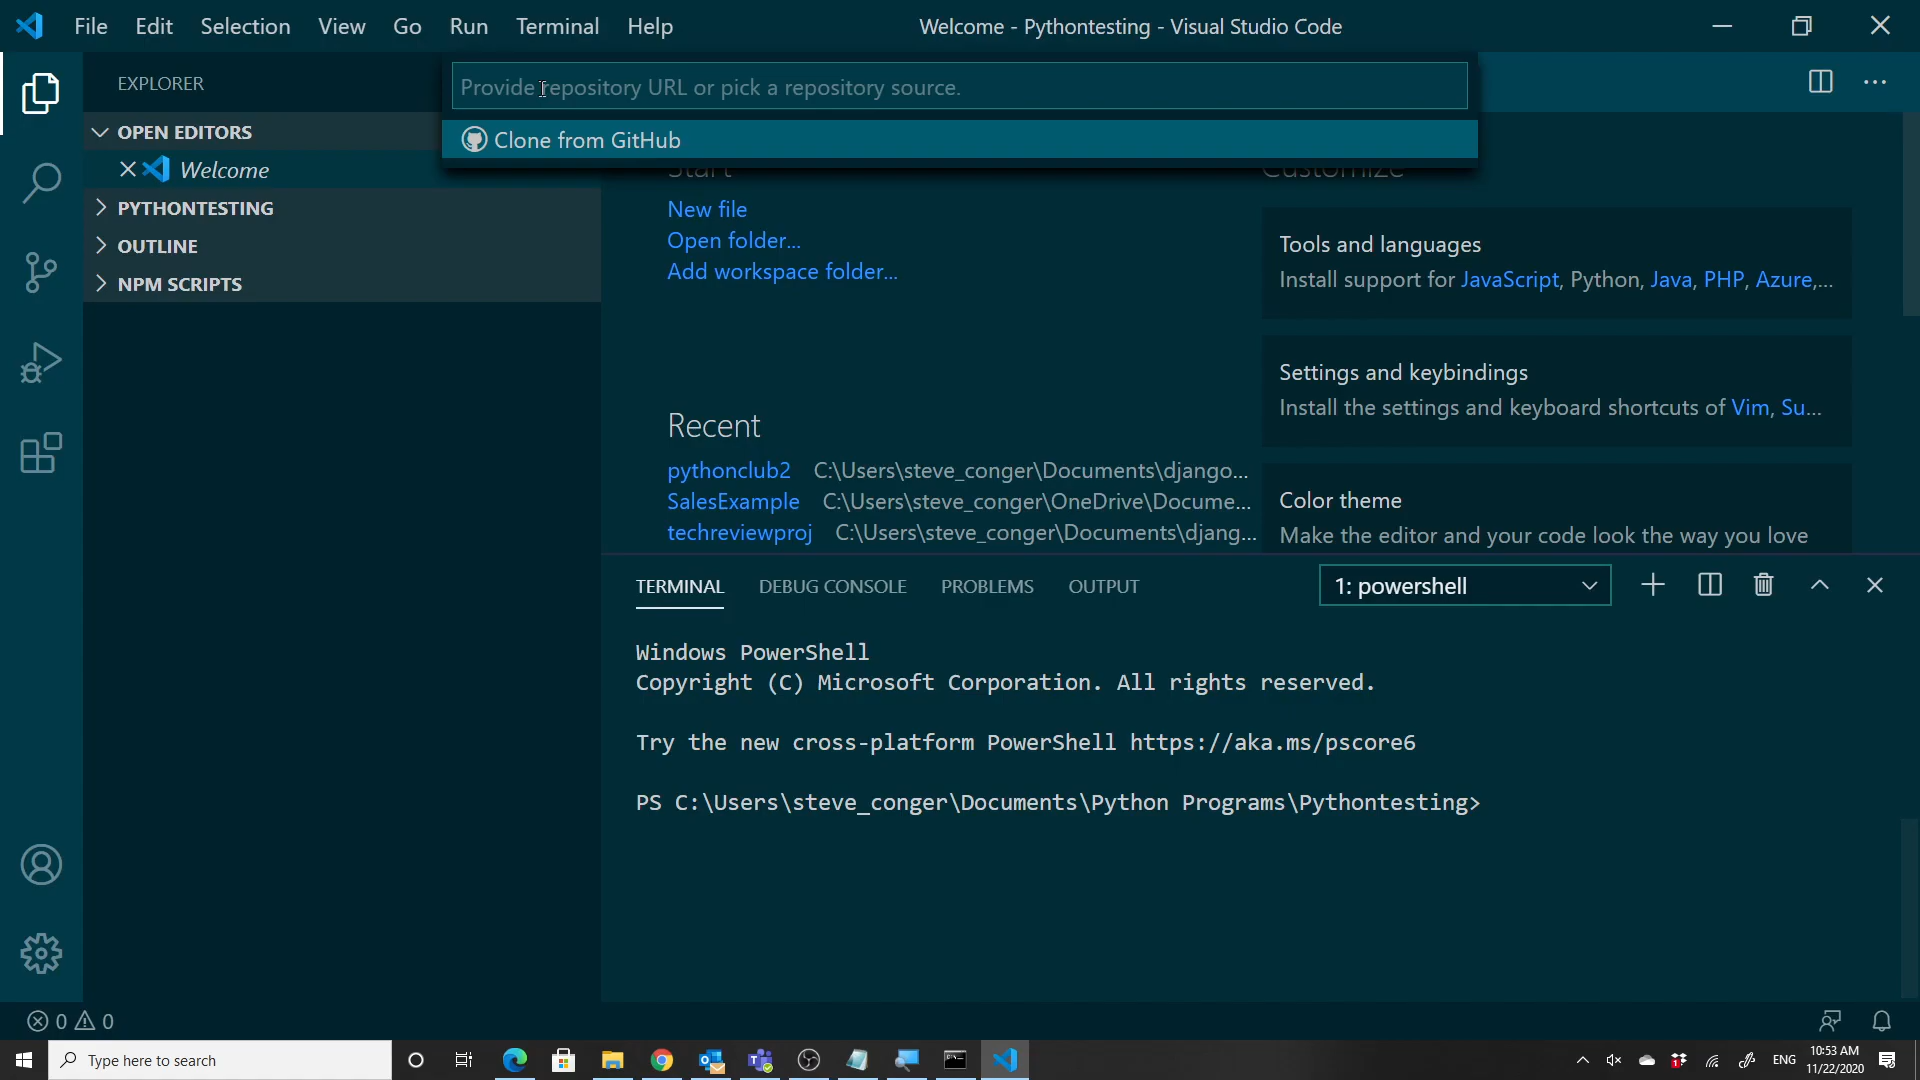 File Edit Selection View Go Run Terminal Help
Welcome - Pythontesting - Visual Studio Code
Provide repository URL or pick a repository source.
Clone from GitHub
EXPLORER
OPEN EDITORS
Welcome
PYTHONTESTING
OUTLINE
NPM SCRIPTS
Start
New file
Open folder...
Add workspace folder...
Recent
pythonclub2 C:\Users\steve_conger\Documents\django...
SalesExample C:\Users\steve_conger\OneDrive\Docume...
techreviewproj C:\Users\steve_conger\Documents\djang...
Customize
Tools and languages
Install support for JavaScript, Python, Java, PHP, Azure,...
Settings and keybindings
Install the settings and keyboard shortcuts of Vim, Su...
Color theme
Make the editor and your code look the way you love
TERMINAL DEBUG CONSOLE PROBLEMS OUTPUT
1: powershell
Windows PowerShell
Copyright (C) Microsoft Corporation. All rights reserved.
Try the new cross-platform PowerShell https://aka.ms/pscore6
PS C:\Users\steve_conger\Documents\Python Programs\Pythontesting>
0 0
Type here to search
ENG
10:53 AM
11/22/2020